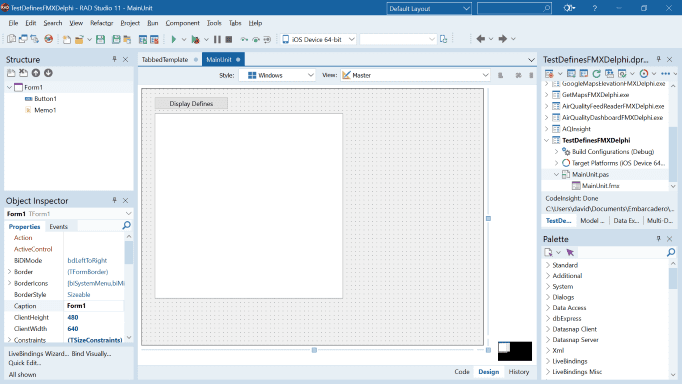 TestDefinesFMXDelphi - RAD Studio 11 - MainUnit
Default Layout
File Edit Search View Refactor Project Run Component Tools Tabs Help
iOS Device 64-bit
Structure
Form1
Button1
Memo1
Object Inspector
Form1 TForm1
Properties Events
Action
ActiveControl
BiDiMode bdLeftToRight
Border (TFormBorder)
BorderIcons [biSystemMenu,biMi
BorderStyle Sizeable
Caption Form1
ClientHeight 480
ClientWidth 640
Constraints (TSizeConstraints)
LiveBindings Wizard... Bind Visually...
Quick Edit...
All shown
TabbedTemplate MainUnit
Style: Windows View: Master
Display Defines
Code Design History
TestDefinesFMXDelphi.dpr...
GoogleMapsElevationFMXDelphi.exe
GetMapsFMXDelphi.exe
AirQualityFeedReaderFMXDelphi.exe
AirQualityDashboardFMXDelphi.exe
AQInsight
TestDefinesFMXDelphi
Build Configurations (Debug)
Target Platforms (iOS Device 64...
MainUnit.pas
MainUnit.fmx
CodeInsight: Done
C:\Users\david\Documents\Embarcadero\...
TestDe... Model ... Data Ex... Multi-D...
Palette
Standard
Additional
System
Dialogs
Data Access
dbExpress
Datasnap Client
Datasnap Server
Xml
LiveBindings
LiveBindings Misc